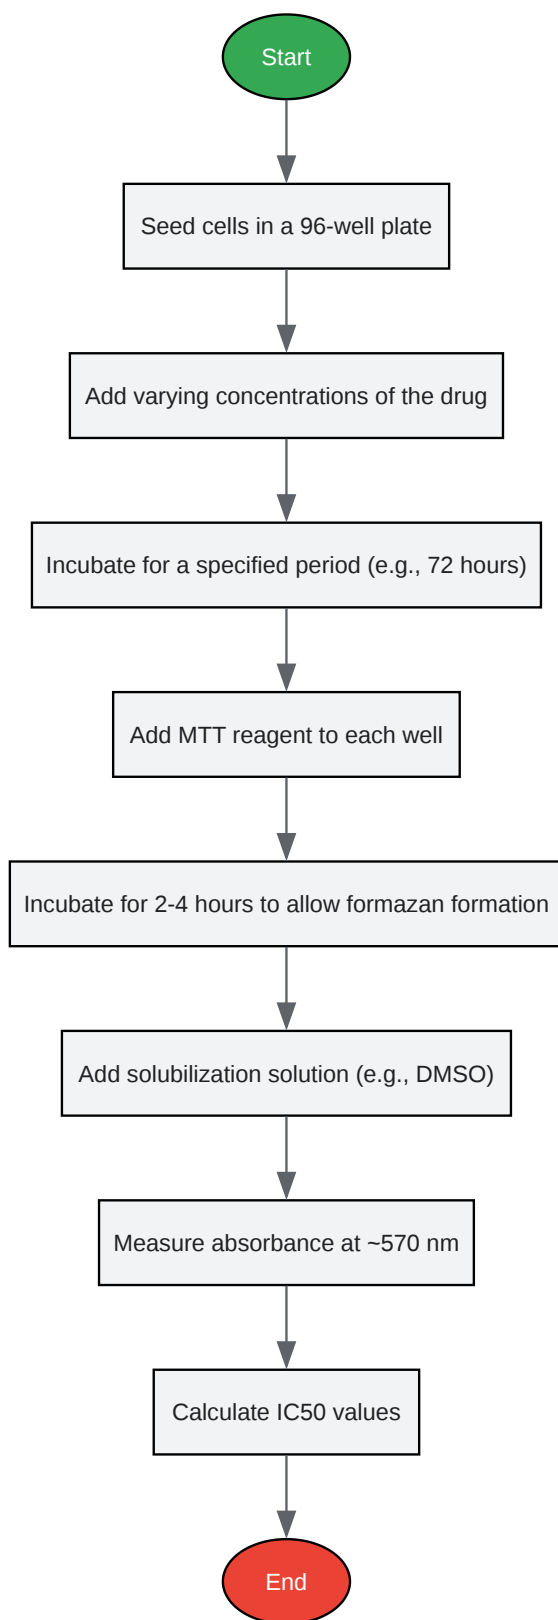 Start
Seed cells in a 96-well plate
Add varying concentrations of the drug
Incubate for a specified period (e.g., 72 hours)
Add MTT reagent to each well
Incubate for 2-4 hours to allow formazan formation
Add solubilization solution (e.g., DMSO)
Measure absorbance at ~570 nm
Calculate IC50 values
End